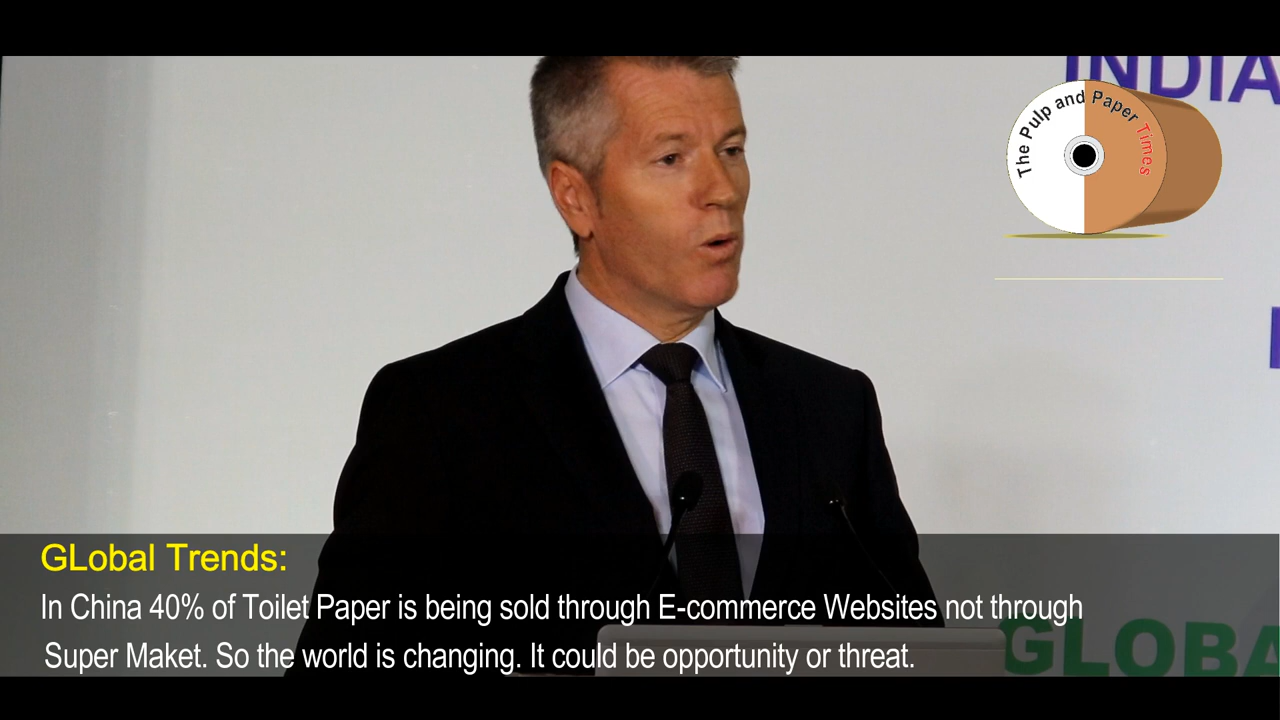 INDIA
The Pulp and Paper Times
GLobal Trends:
In China 40% of Toilet Paper is being sold through E-commerce Websites not through
Super Maket. So the world is changing. It could be opportunity or threat.
GLOBA